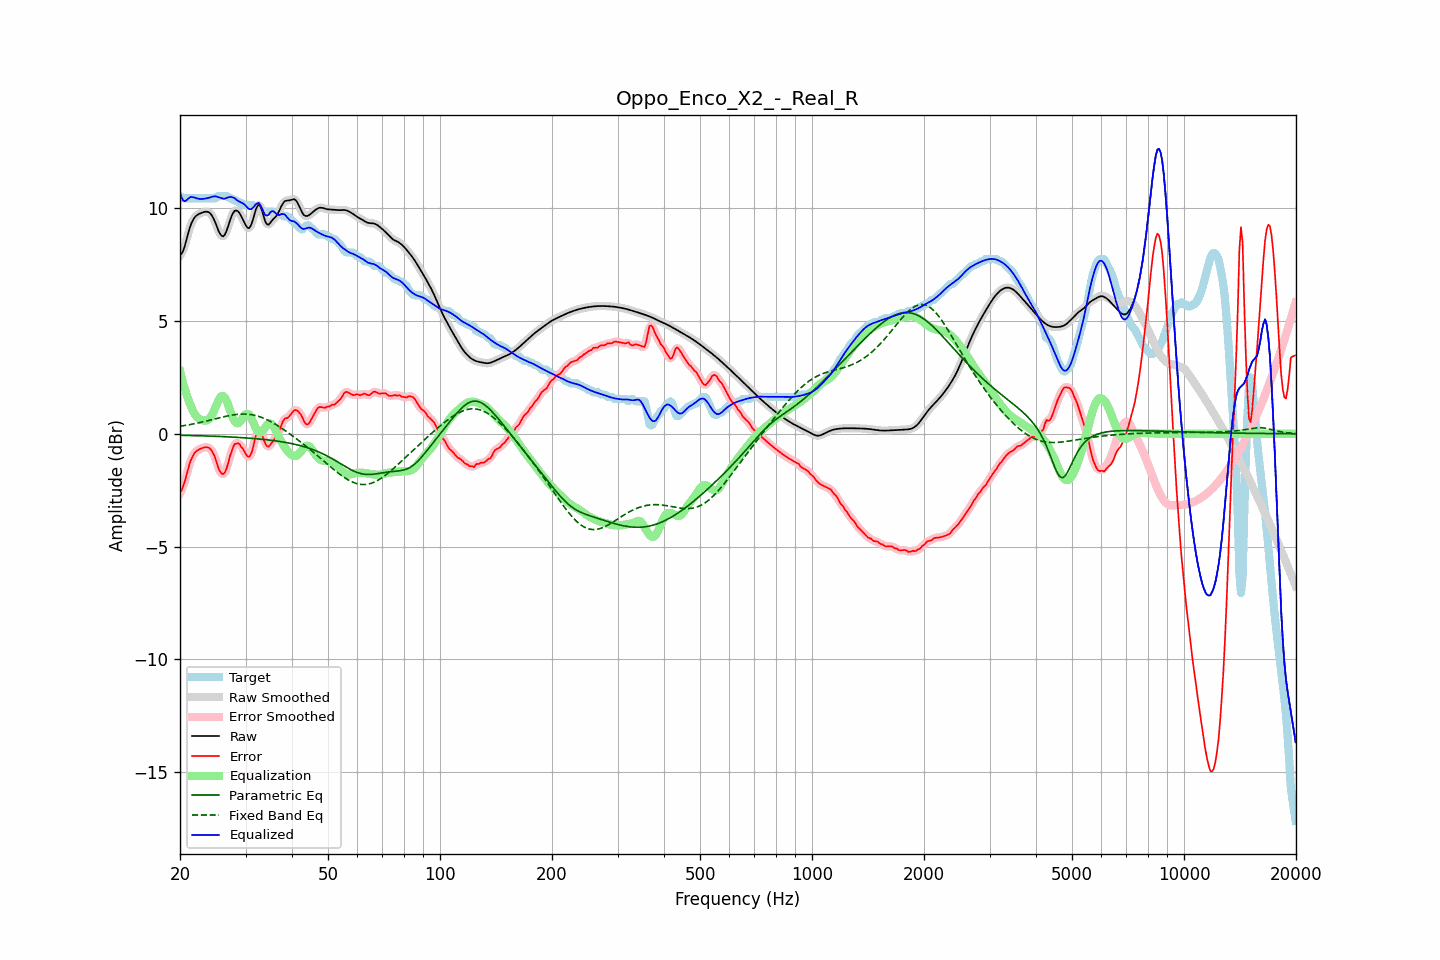 Oppo_Enco_X2_-_Real_R
Amplitude (dBr)
10
5
0
−5
−10
−15
Target
Raw Smoothed
Error Smoothed
Raw
Error
Equalization
Parametric Eq
Fixed Band Eq
Equalized
20 50 100 200 500 1000 2000 5000 10000 20000
Frequency (Hz)